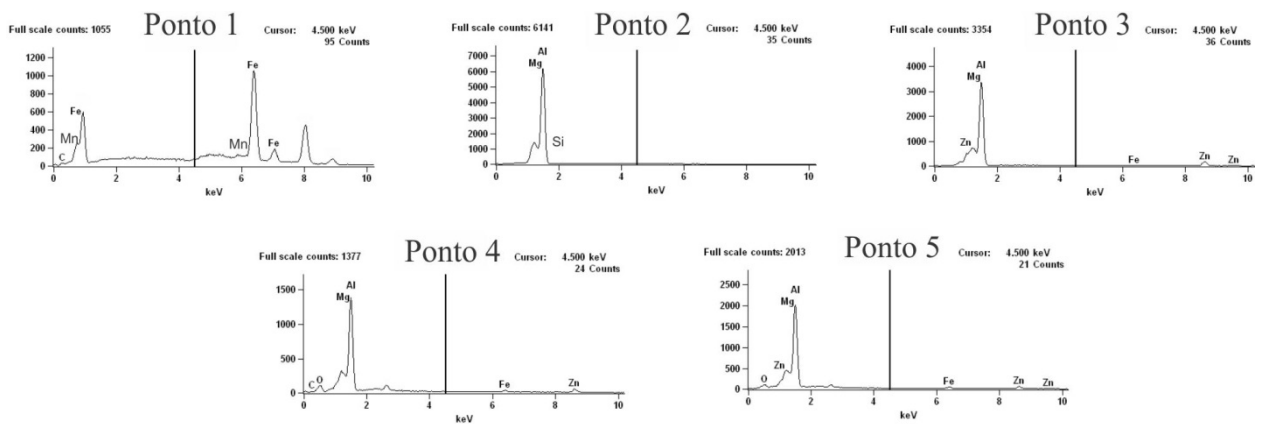 Ponto 1
Full scale counts: 1055
Cursor: 4.500 keV
95 Counts
1200
1000
800
600
400
200
0
Fe
Mn
C
Mn
Fe
Fe
0 2 4 6 8 10
keV
Ponto 2
Full scale counts: 6141
Cursor: 4.500 keV
35 Counts
7000
6000
5000
4000
3000
2000
1000
0
Al
Mg
Si
0 2 4 6 8 10
keV
Ponto 3
Full scale counts: 3354
Cursor: 4.500 keV
36 Counts
4000
3000
2000
1000
0
Al
Mg
Zn
Fe
Zn
Zn
0 2 4 6 8 10
keV
Ponto 4
Full scale counts: 1377
Cursor: 4.500 keV
24 Counts
1500
1000
500
0
Al
Mg
C
O
Fe
Zn
0 2 4 6 8 10
keV
Ponto 5
Full scale counts: 2013
Cursor: 4.500 keV
21 Counts
2500
2000
1500
1000
500
0
Al
Mg
Zn
O
Fe
Zn
Zn
0 2 4 6 8 10
keV